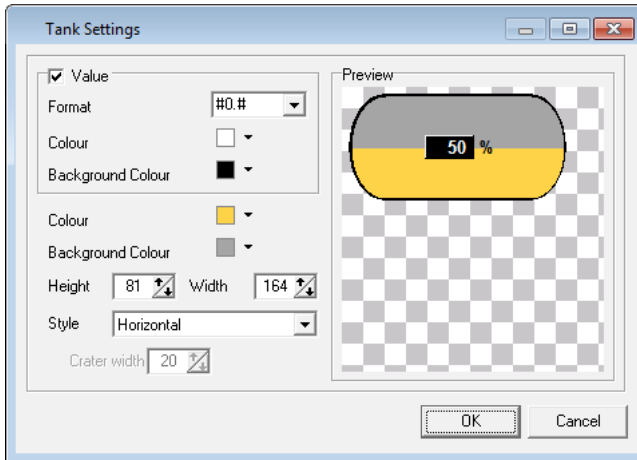 Tank Settings
Value
Format #0.#
Colour
Background Colour
Colour
Background Colour
Height 81 Width 164
Style Horizontal
Crater width 20
Preview
50 %
OK Cancel